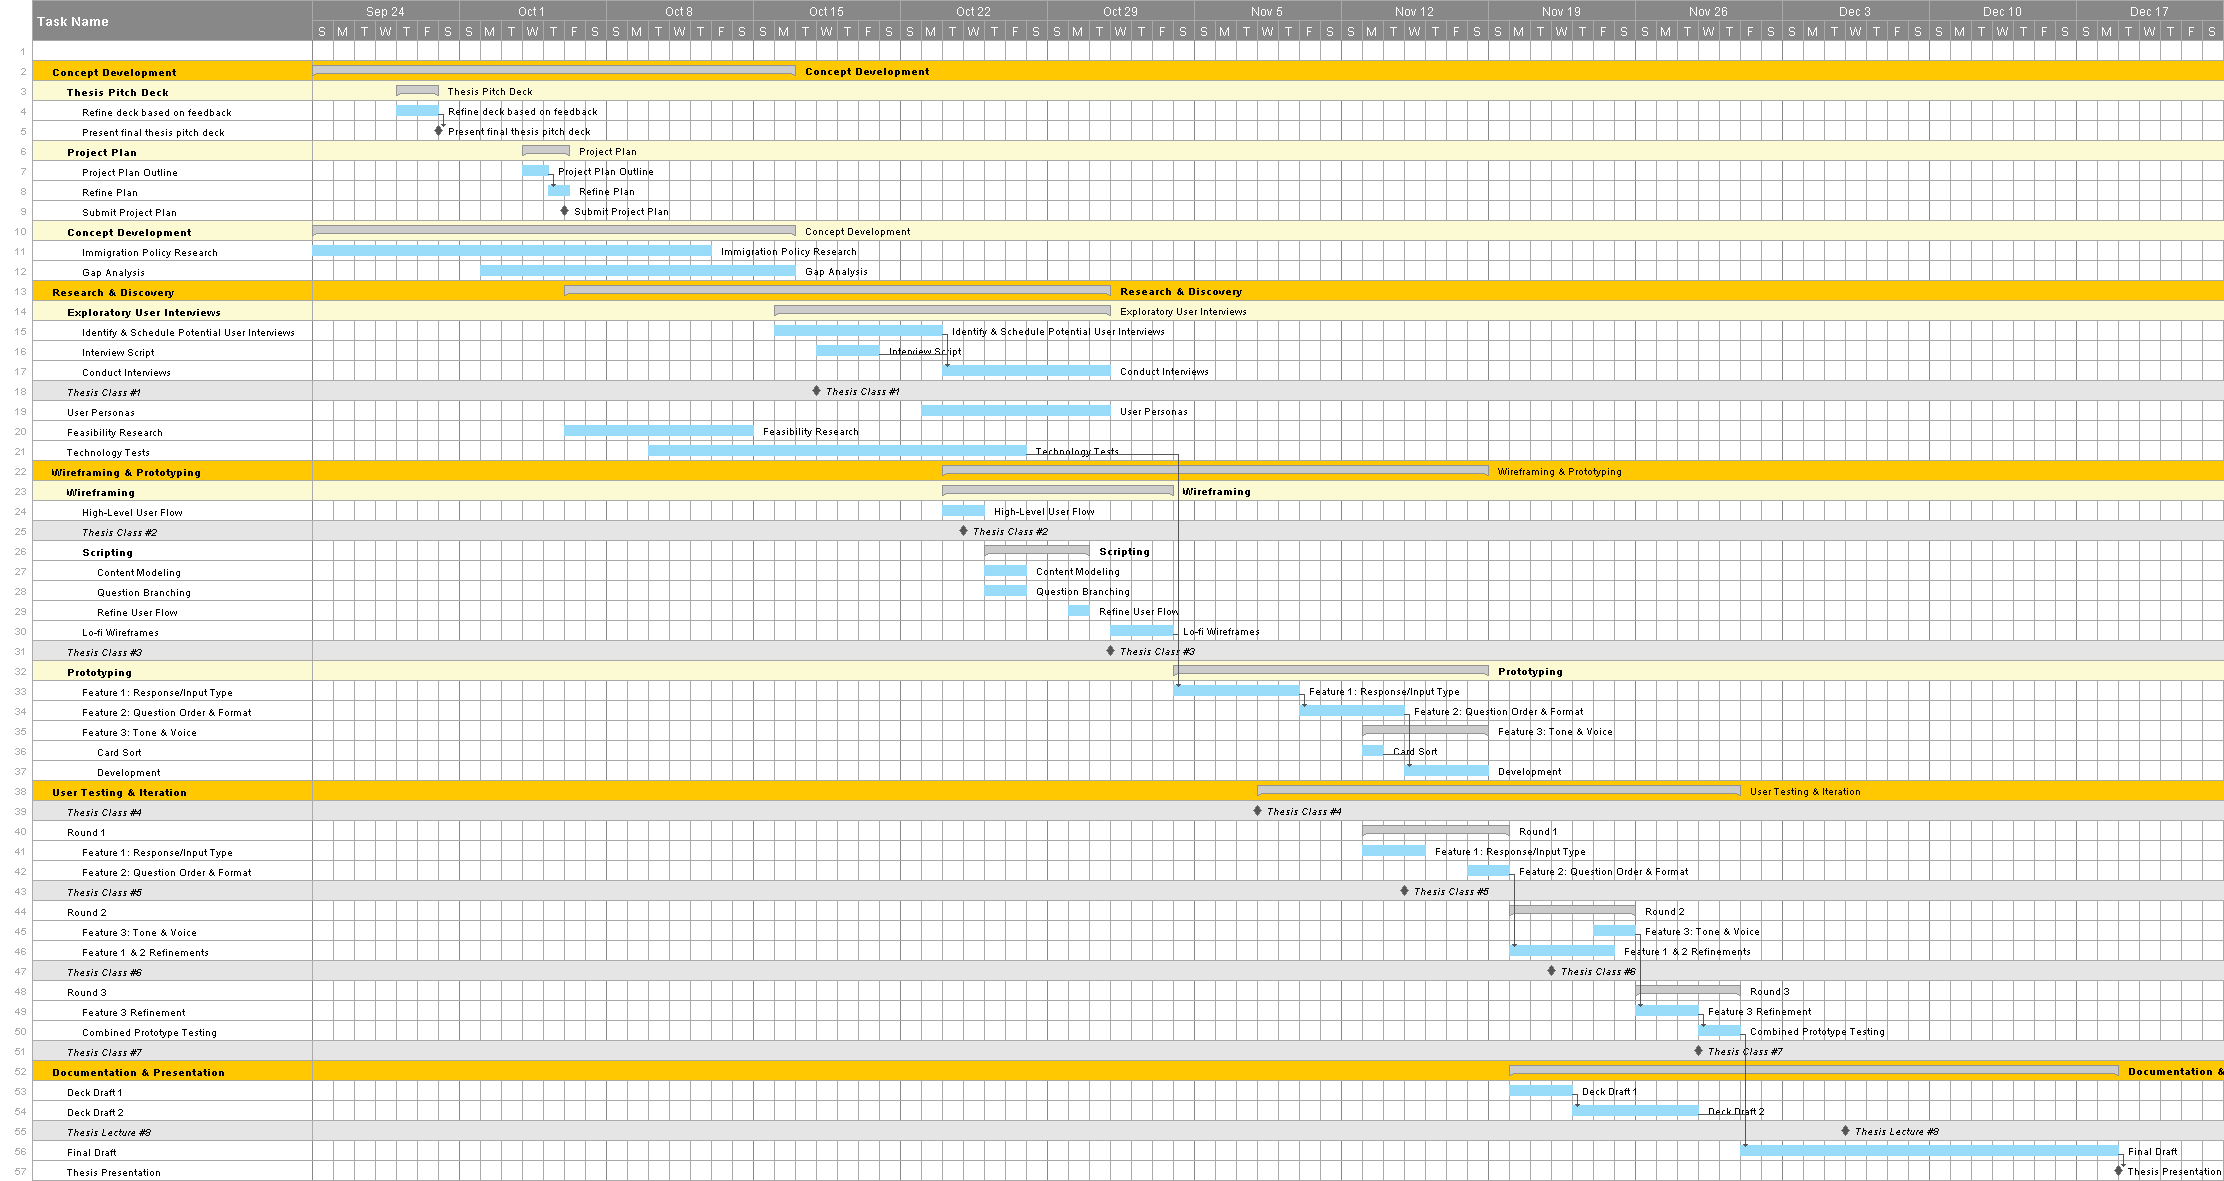 Task Name Sep 24 Oct 1 Oct 8 Oct 15 Oct 22 Oct 29 Nov 5 Nov 12 Nov 19 Nov 26 Dec 3 Dec 10 Dec 17
S M T W T F S S M T W T F S S M T W T F S S M T W T F S S M T W T F S S M T W T F S S M T W T F S S M T W T F S S M T W T F S S M T W T F S S M T W T F S S M T W T F S S M T W T F S
1
2 Concept Development Concept Development
3 Thesis Pitch Deck Thesis Pitch Deck
4 Refine deck based on feedback Refine deck based on feedback
5 Present final thesis pitch deck Present final thesis pitch deck
6 Project Plan Project Plan
7 Project Plan Outline Project Plan Outline
8 Refine Plan Refine Plan
9 Submit Project Plan Submit Project Plan
10 Concept Development Concept Development
11 Immigration Policy Research Immigration Policy Research
12 Gap Analysis Gap Analysis
13 Research & Discovery Research & Discovery
14 Exploratory User Interviews Exploratory User Interviews
15 Identify & Schedule Potential User Interviews Identify & Schedule Potential User Interviews
16 Interview Script Interview Script
17 Conduct Interviews Conduct Interviews
18 Thesis Class #1 Thesis Class #1
19 User Personas User Personas
20 Feasibility Research Feasibility Research
21 Technology Tests Technology Tests
22 Wireframing & Prototyping Wireframing & Prototyping
23 Wireframing Wireframing
24 High-Level User Flow High-Level User Flow
25 Thesis Class #2 Thesis Class #2
26 Scripting Scripting
27 Content Modeling Content Modeling
28 Question Branching Question Branching
29 Refine User Flow Refine User Flow
30 Lo-fi Wireframes Lo-fi Wireframes
31 Thesis Class #3 Thesis Class #3
32 Prototyping Prototyping
33 Feature 1: Response/Input Type Feature 1: Response/Input Type
34 Feature 2: Question Order & Format Feature 2: Question Order & Format
35 Feature 3: Tone & Voice Feature 3: Tone & Voice
36 Card Sort Card Sort
37 Development Development
38 User Testing & Iteration User Testing & Iteration
39 Thesis Class #4 Thesis Class #4
40 Round 1 Round 1
41 Feature 1: Response/Input Type Feature 1: Response/Input Type
42 Feature 2: Question Order & Format Feature 2: Question Order & Format
43 Thesis Class #5 Thesis Class #5
44 Round 2 Round 2
45 Feature 3: Tone & Voice Feature 3: Tone & Voice
46 Feature 1 & 2 Refinements Feature 1 & 2 Refinements
47 Thesis Class #6 Thesis Class #6
48 Round 3 Round 3
49 Feature 3 Refinement Feature 3 Refinement
50 Combined Prototype Testing Combined Prototype Testing
51 Thesis Class #7 Thesis Class #7
52 Documentation & Presentation Documentation &
53 Deck Draft 1 Deck Draft 1
54 Deck Draft 2 Deck Draft 2
55 Thesis Lecture #8 Thesis Lecture #8
56 Final Draft Final Draft
57 Thesis Presentation Thesis Presentation